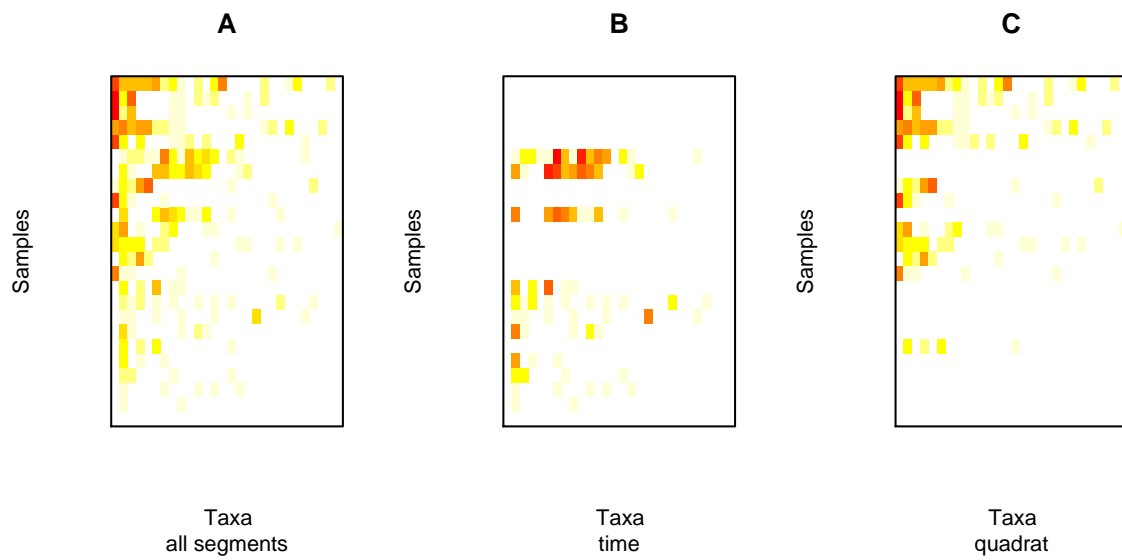 A
B
C
Samples
Samples
Samples
Taxa
all segments
Taxa
time
Taxa
quadrat